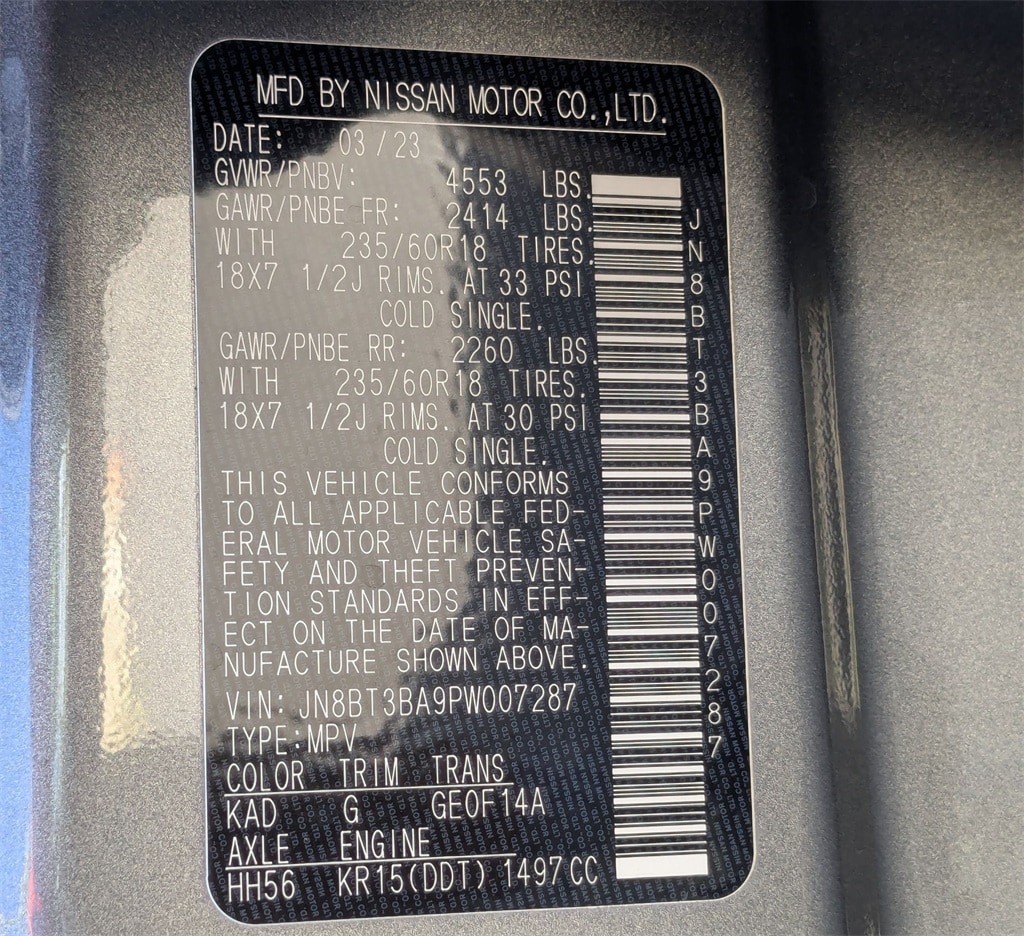 MFD BY NISSAN MOTOR CO.,LTD.
DATE: 03/23
GVWR/PNBV: 4553 LBS.
GAWR/PNBE FR: 2414 LBS.
WITH 235/60R18 TIRES.
18X7 1/2J RIMS. AT 33 PSI
COLD SINGLE.
GAWR/PNBE RR: 2260 LBS.
WITH 235/60R18 TIRES.
18X7 1/2J RIMS. AT 30 PSI
COLD SINGLE.
THIS VEHICLE CONFORMS
TO ALL APPLICABLE FED-
ERAL MOTOR VEHICLE SA-
FETY AND THEFT PREVEN-
TION STANDARDS IN EFF-
ECT ON THE DATE OF MA-
NUFACTURE SHOWN ABOVE.
VIN: JN8BT3BA9PW007287
TYPE:MPV
COLOR TRIM TRANS
KAD G GE0F14A
AXLE ENGINE
HH56 KR15(DDT) 1497CC
JN8BT3BA9PW007287